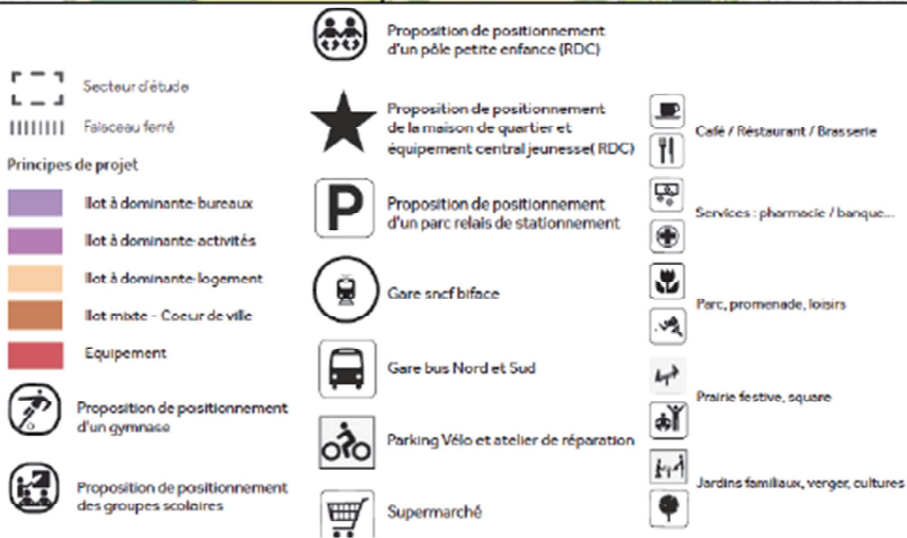 Secteur d'étude
Faisceau ferré
Principes de projet
Ilot à dominante bureaux
Ilot à dominante activités
Ilot à dominante logement
Ilot mixte - Coeur de ville
Equipement
Proposition de positionnement
d'un gymnase
Proposition de positionnement
des groupes scolaires
Proposition de positionnement
d'un pôle petite enfance (RDC)
Proposition de positionnement
de la maison de quartier et
équipement central jeunesse( RDC)
P
Proposition de positionnement
d'un parc relais de stationnement
Gare sncf biface
Gare bus Nord et Sud
Parking Vélo et atelier de réparation
Supermarché
Café / Réstaurant / Brasserie
Services : pharmacie / banque...
Parc, promenade, loisirs
Prairie festive, square
Jardins familiaux, verger, cultures